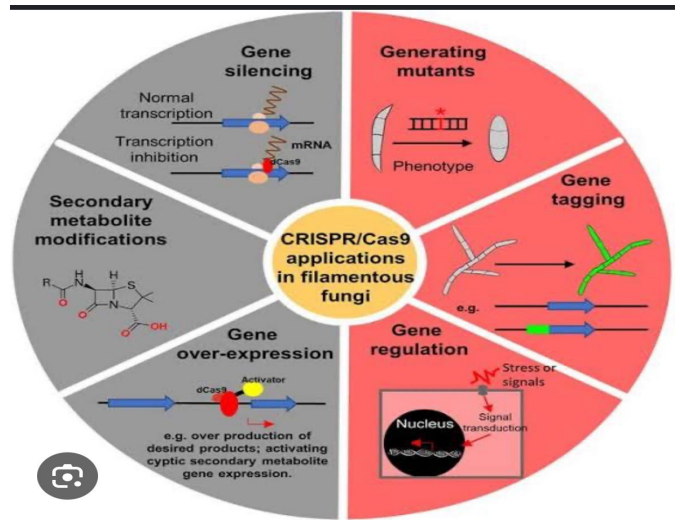 Gene
silencing
Normal
transcription
Transcription
inhibition
mRNA
dCas9
Generating
mutants
*
Phenotype
Gene
tagging
e.g.
Gene
regulation
Stress or
signals
Signal
transduction
Nucleus
Gene
over-expression
dCas9
Activator
e.g. over production of
desired products; activating
cyptic secondary metabolite
gene expression.
Secondary
metabolite
modifications
R
H
N
O
H
S
N
O
O
OH
CRISPR/Cas9
applications
in filamentous
fungi